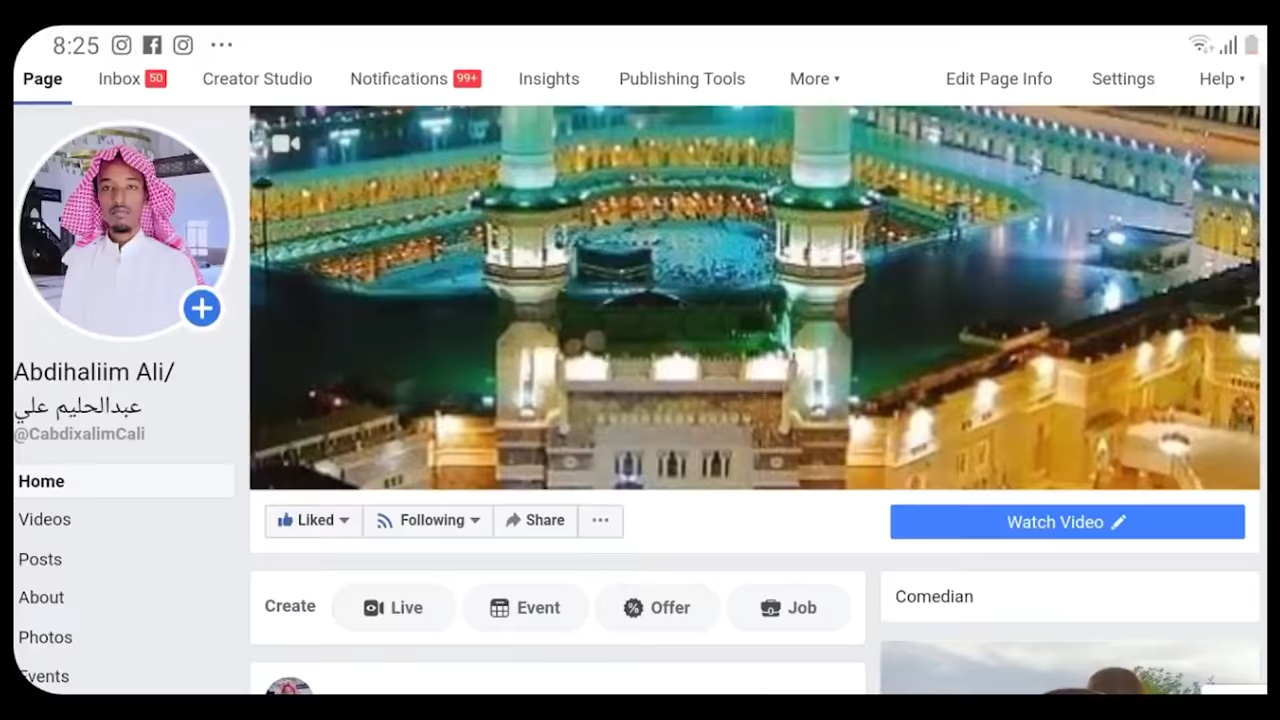 8:25
Page Inbox 50 Creator Studio Notifications 99+ Insights Publishing Tools More Edit Page Info Settings Help
Abdihaliim Ali/
عبدالحليم علي
@CabdixalimCali
Home
Videos
Posts
About
Photos
Events
Liked Following Share Watch Video
Create Live Event Offer Job
Comedian